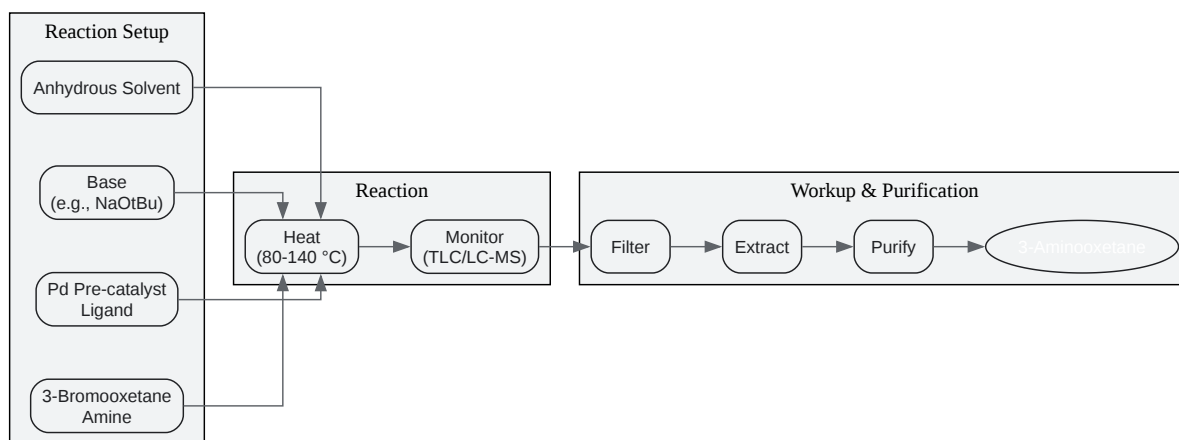 Reaction Setup
Anhydrous Solvent
Base
(e.g., NaOtBu)
Pd Pre-catalyst
Ligand
3-Bromooxetane
Amine
Reaction
Heat
(80-140 °C)
Monitor
(TLC/LC-MS)
Workup & Purification
Filter
Extract
Purify
3-Aminooxetane